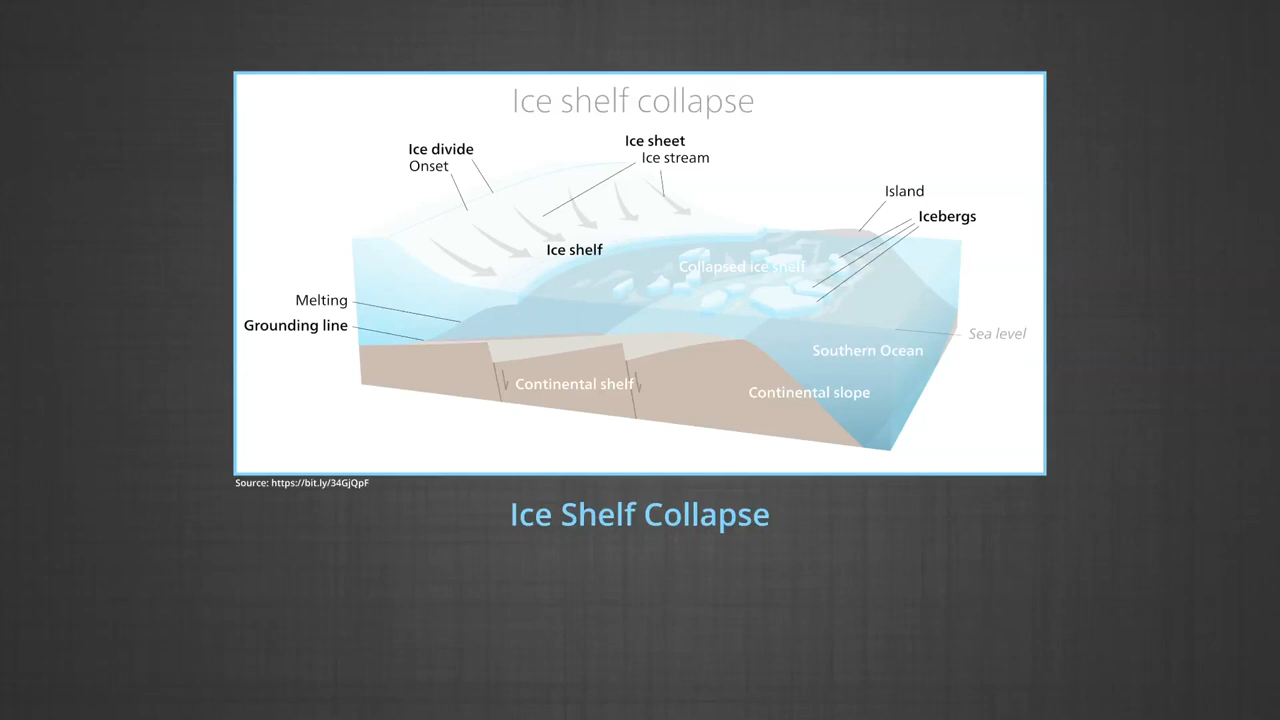 Ice shelf collapse
Ice divide
Onset
Ice sheet
Ice stream
Island
Icebergs
Ice shelf
Collapsed ice shelf
Melting
Grounding line
Sea level
Southern Ocean
Continental shelf
Continental slope
Source: https://bit.ly/34GjQpF
Ice Shelf Collapse